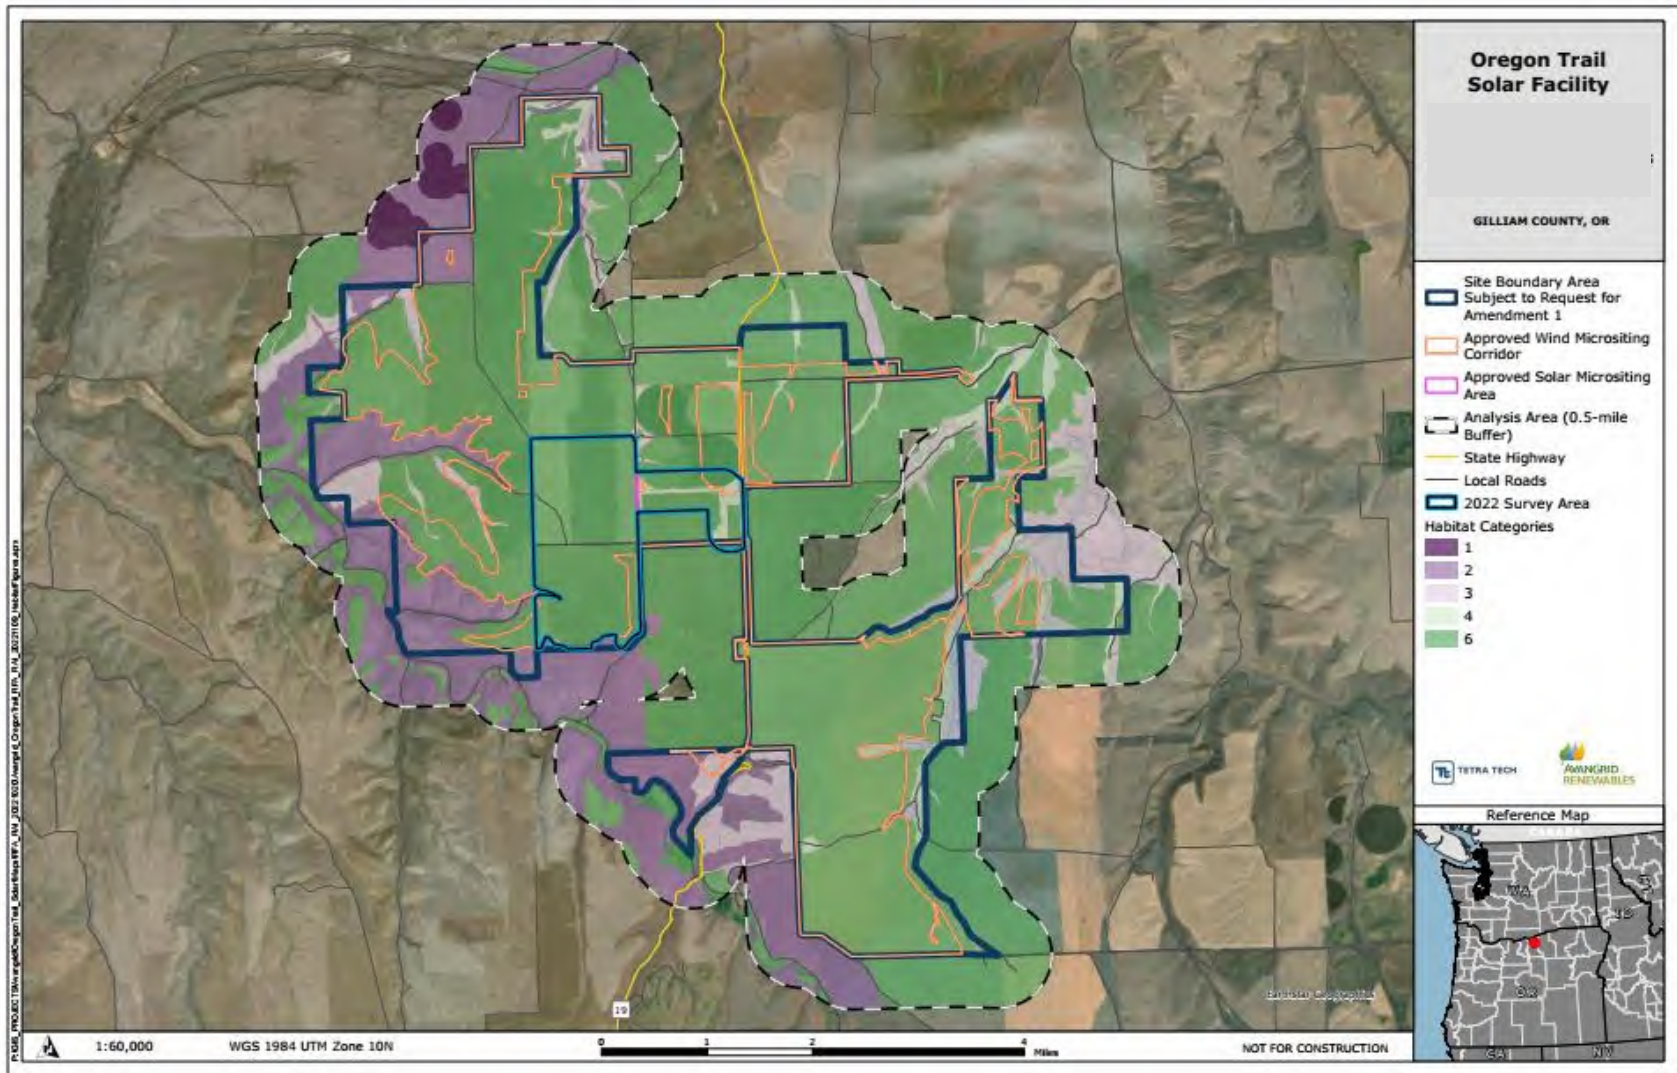 Oregon Trail
Solar Facility
GILLIAM COUNTY, OR
Site Boundary Area
Subject to Request for
Amendment 1
Approved Wind Micrositing
Corridor
Approved Solar Micrositing
Area
Analysis Area (0.5-mile
Buffer)
State Highway
Local Roads
2022 Survey Area
Habitat Categories
1
2
3
4
6
TETRA TECH
AVANGRID
RENEWABLES
Reference Map
CANADA
WA
ID
OR
CA
NV
19
Earthstar Geographics
1:60,000
WGS 1984 UTM Zone 10N
0 1 2 4
Miles
NOT FOR CONSTRUCTION